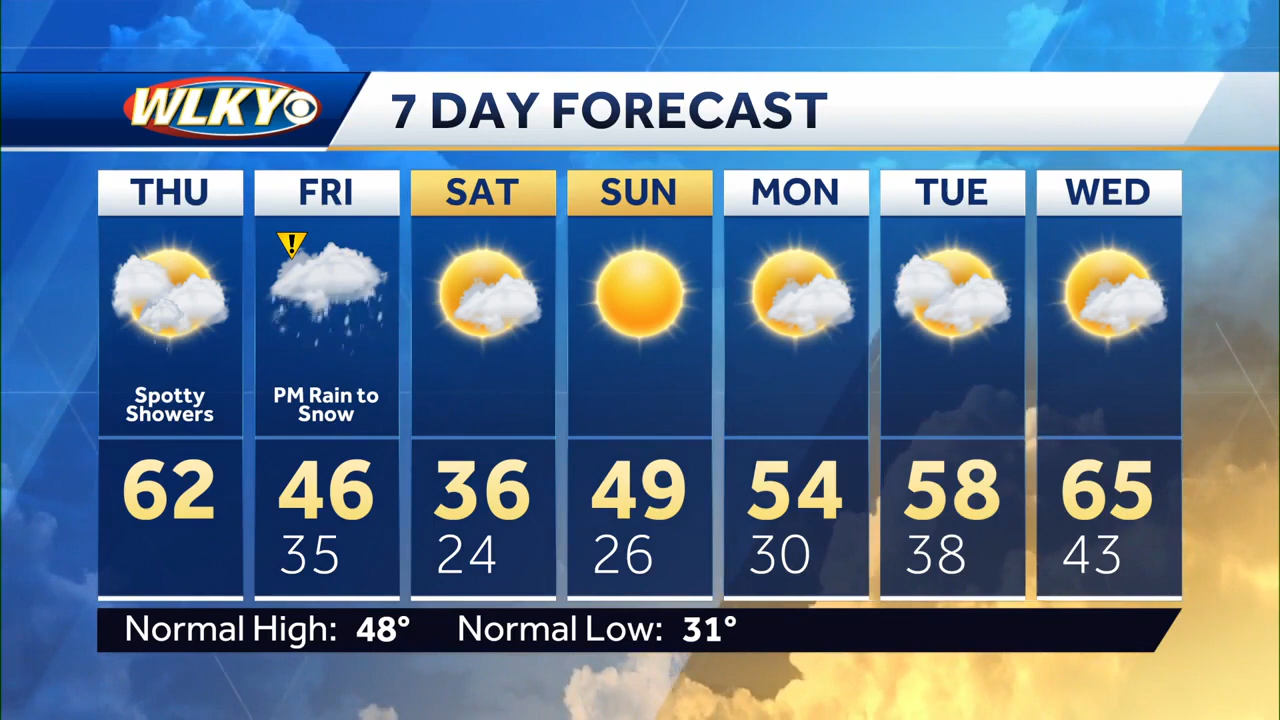 WLKY
7 DAY FORECAST
THU FRI SAT SUN MON TUE WED
!
Spotty
Showers
PM Rain to
Snow
62 46 36 49 54 58 65
35 24 26 30 38 43
Normal High: 48° Normal Low: 31°